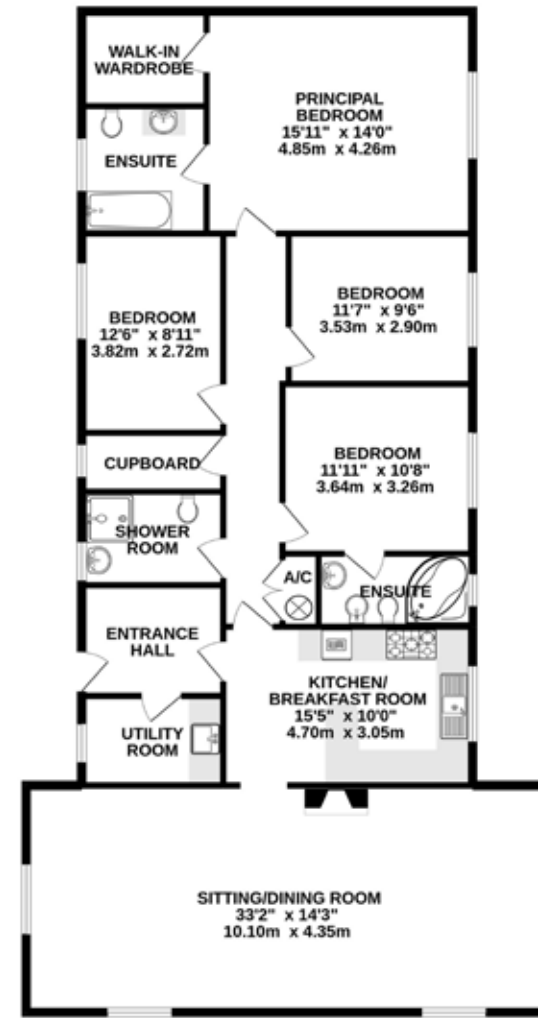 WALK-IN
WARDROBE
PRINCIPAL
BEDROOM
15'11" x 14'0"
4.85m x 4.26m
ENSUITE
BEDROOM
12'6" x 8'11"
3.82m x 2.72m
BEDROOM
11'7" x 9'6"
3.53m x 2.90m
BEDROOM
11'11" x 10'8"
3.64m x 3.26m
CUPBOARD
SHOWER
ROOM
A/C
ENSUITE
ENTRANCE
HALL
KITCHEN/
BREAKFAST ROOM
15'5" x 10'0"
4.70m x 3.05m
UTILITY
ROOM
SITTING/DINING ROOM
33'2" x 14'3"
10.10m x 4.35m